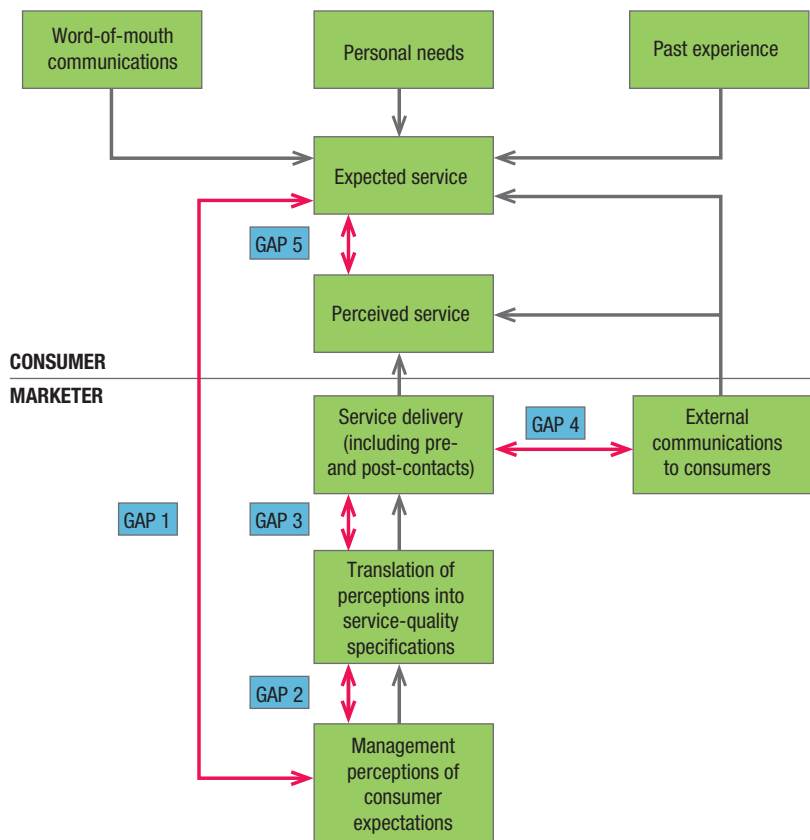 Word-of-mouth
communications
Personal needs
Past experience
Expected service
GAP 5
Perceived service
CONSUMER
MARKETER
Service delivery
(including pre-
and post-contacts)
GAP 4
External
communications
to consumers
GAP 1
GAP 3
Translation of
perceptions into
service-quality
specifications
GAP 2
Management
perceptions of
consumer
expectations